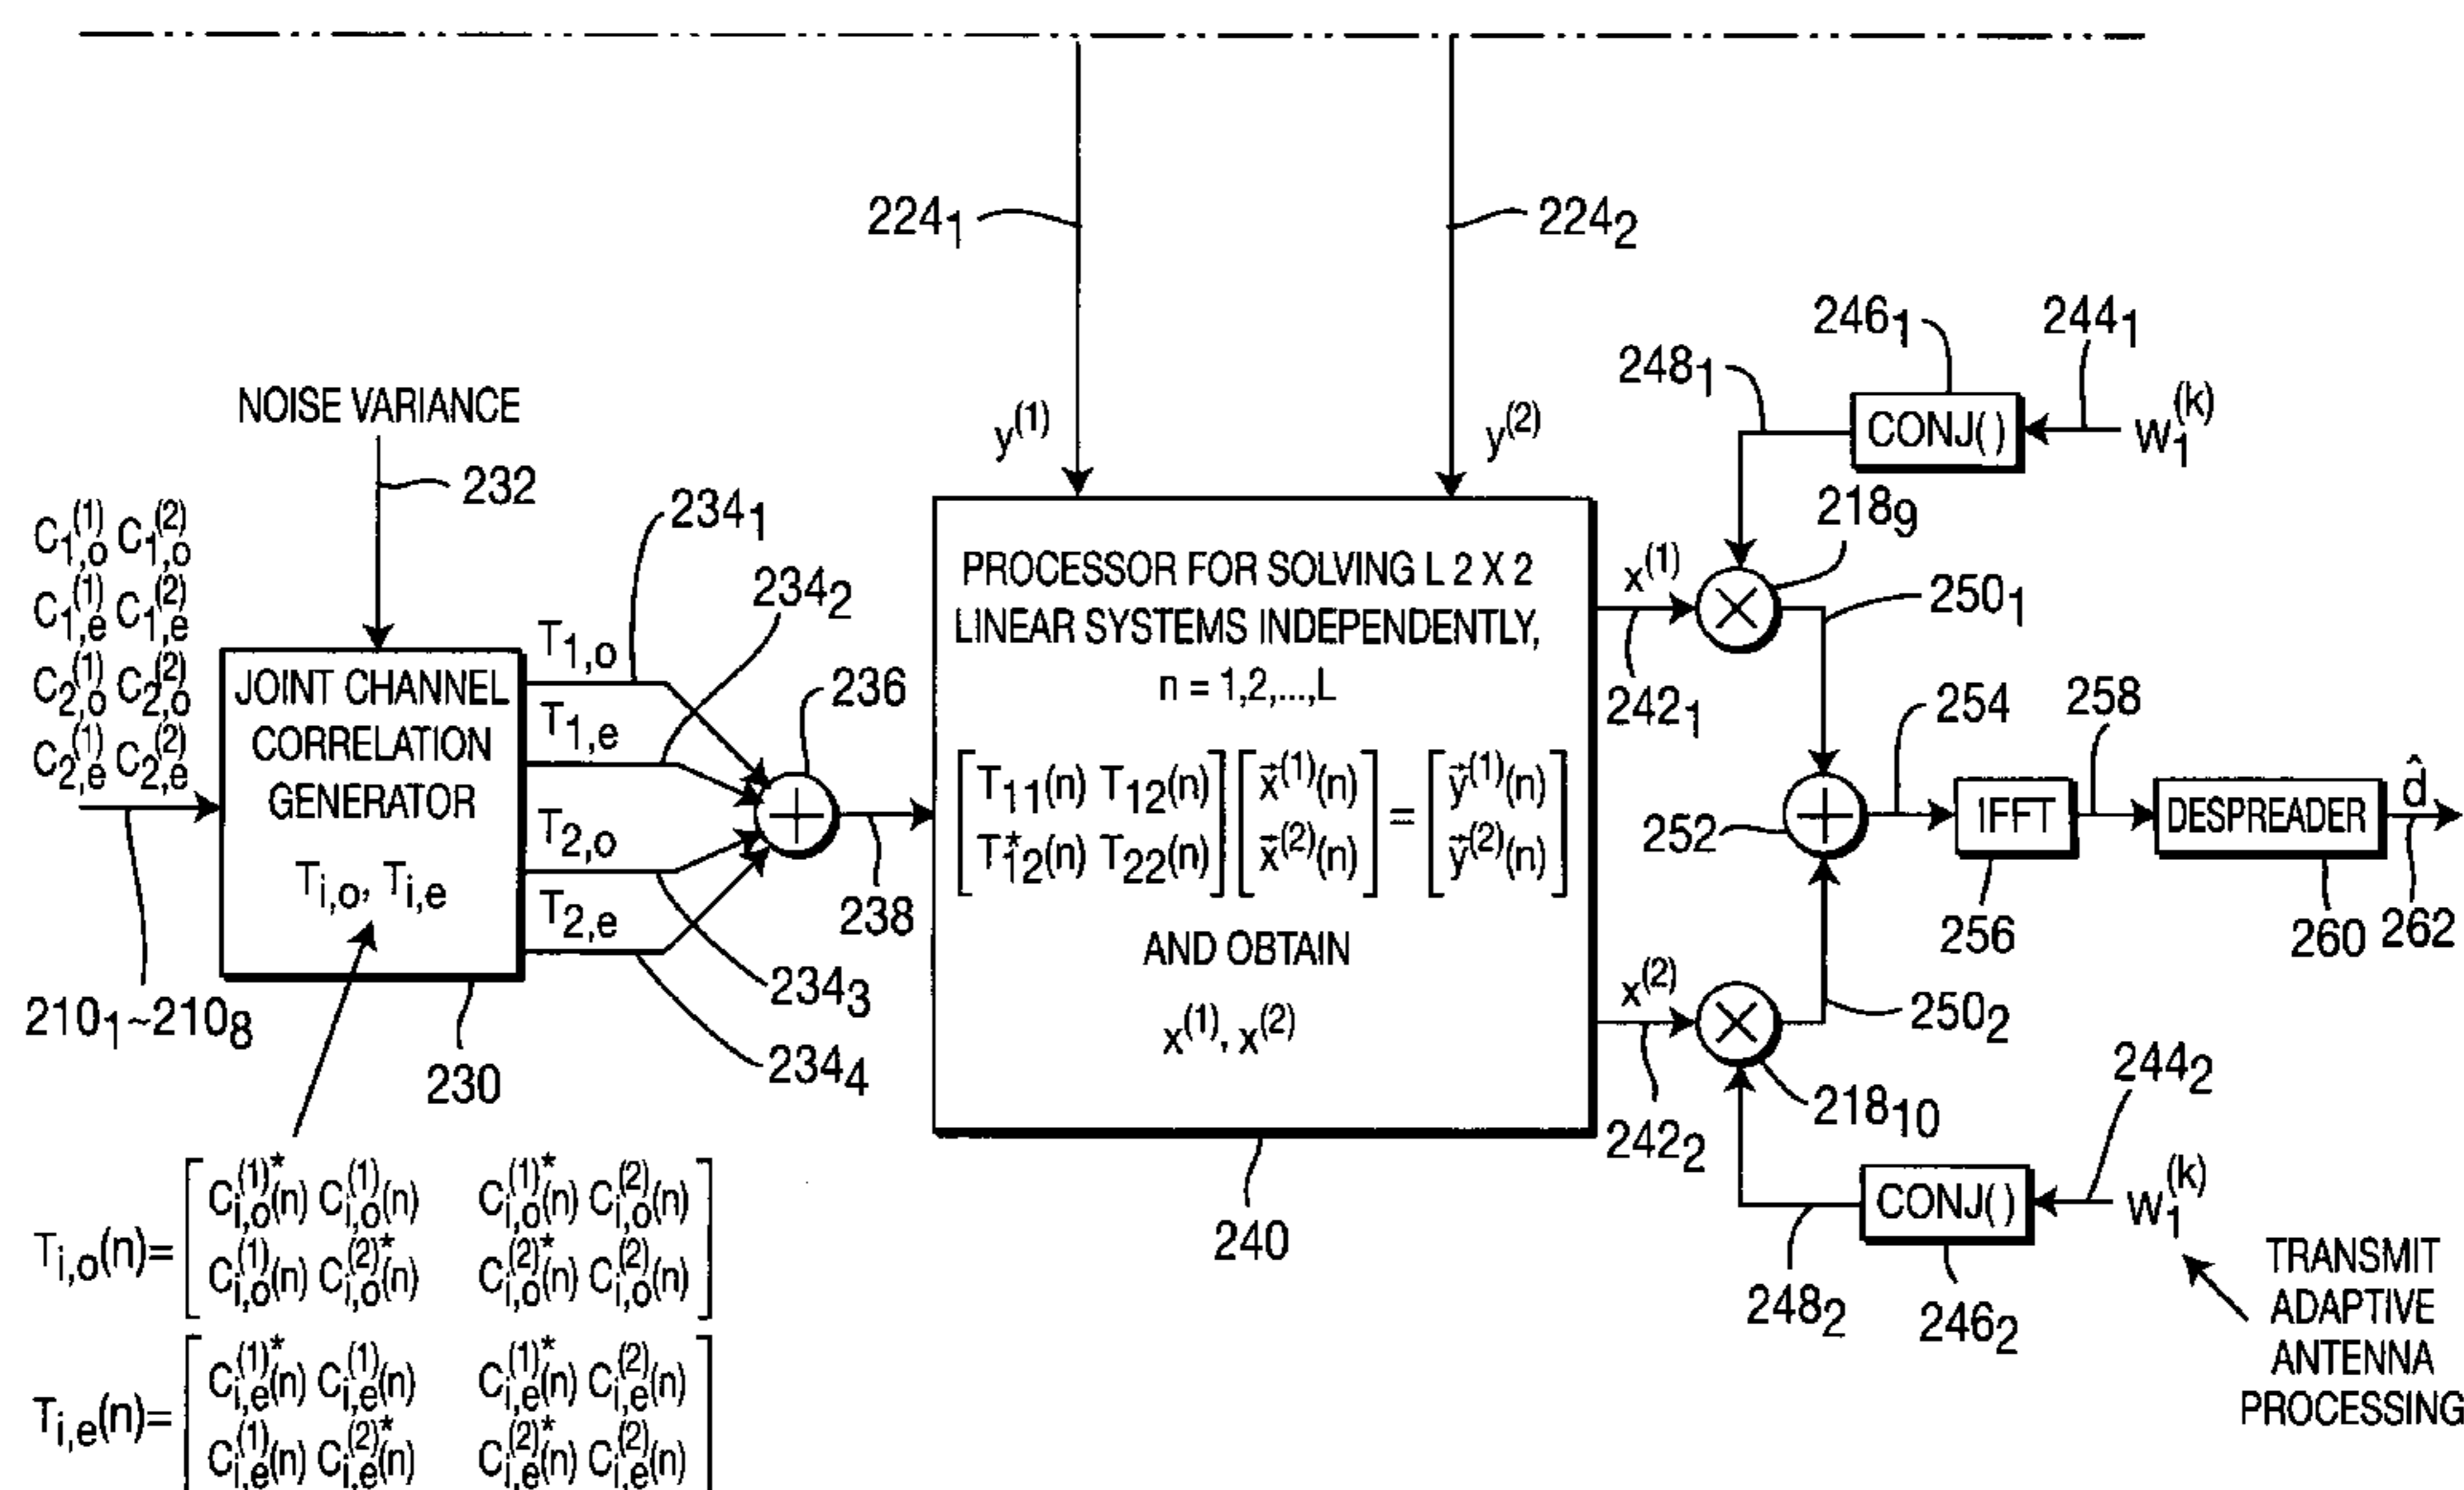 224₁
224₂
y⁽¹⁾
y⁽²⁾
NOISE VARIANCE
232
C₁,ₒ⁽¹⁾ C₁,ₒ⁽²⁾
C₁,ₑ⁽¹⁾ C₁,ₑ⁽²⁾
C₂,ₒ⁽¹⁾ C₂,ₒ⁽²⁾
C₂,ₑ⁽¹⁾ C₂,ₑ⁽²⁾
210₁~210₈
JOINT CHANNEL
CORRELATION
GENERATOR
Tᵢ,ₒ, Tᵢ,ₑ
230
T₁,ₒ
T₁,ₑ
T₂,ₒ
T₂,ₑ
234₁
234₂
234₃
234₄
236
+
238
PROCESSOR FOR SOLVING L 2 X 2
LINEAR SYSTEMS INDEPENDENTLY,
n = 1,2,...,L
[T₁₁(n) T₁₂(n)] [x⃗⁽¹⁾(n)] = [y⃗⁽¹⁾(n)]
[T*₁₂(n) T₂₂(n)] [x⃗⁽²⁾(n)] [y⃗⁽²⁾(n)]
AND OBTAIN
x⁽¹⁾, x⁽²⁾
240
x⁽¹⁾
242₁
x⁽²⁾
242₂
246₁
244₁
248₁
CONJ( )
W₁⁽ᵏ⁾
218₉
×
250₁
252
+
254
IFFT
256
258
DESPREADER
260
d̂
262
250₂
×
218₁₀
244₂
CONJ( )
W₁⁽ᵏ⁾
248₂
246₂
TRANSMIT
ADAPTIVE
ANTENNA
PROCESSING
Tᵢ,ₒ(n)= [Cᵢ,ₒ⁽¹⁾*(n) Cᵢ,ₒ⁽¹⁾(n) Cᵢ,ₒ⁽¹⁾*(n) Cᵢ,ₒ⁽²⁾(n)]
[Cᵢ,ₒ⁽¹⁾(n) Cᵢ,ₒ⁽²⁾*(n) Cᵢ,ₒ⁽²⁾*(n) Cᵢ,ₒ⁽²⁾(n)]
Tᵢ,ₑ(n)= [Cᵢ,ₑ⁽¹⁾*(n) Cᵢ,ₑ⁽¹⁾(n) Cᵢ,ₑ⁽¹⁾*(n) Cᵢ,ₑ⁽²⁾(n)]
[Cᵢ,ₑ⁽¹⁾(n) Cᵢ,ₑ⁽²⁾*(n) Cᵢ,ₑ⁽²⁾*(n) Cᵢ,ₑ⁽²⁾(n)]